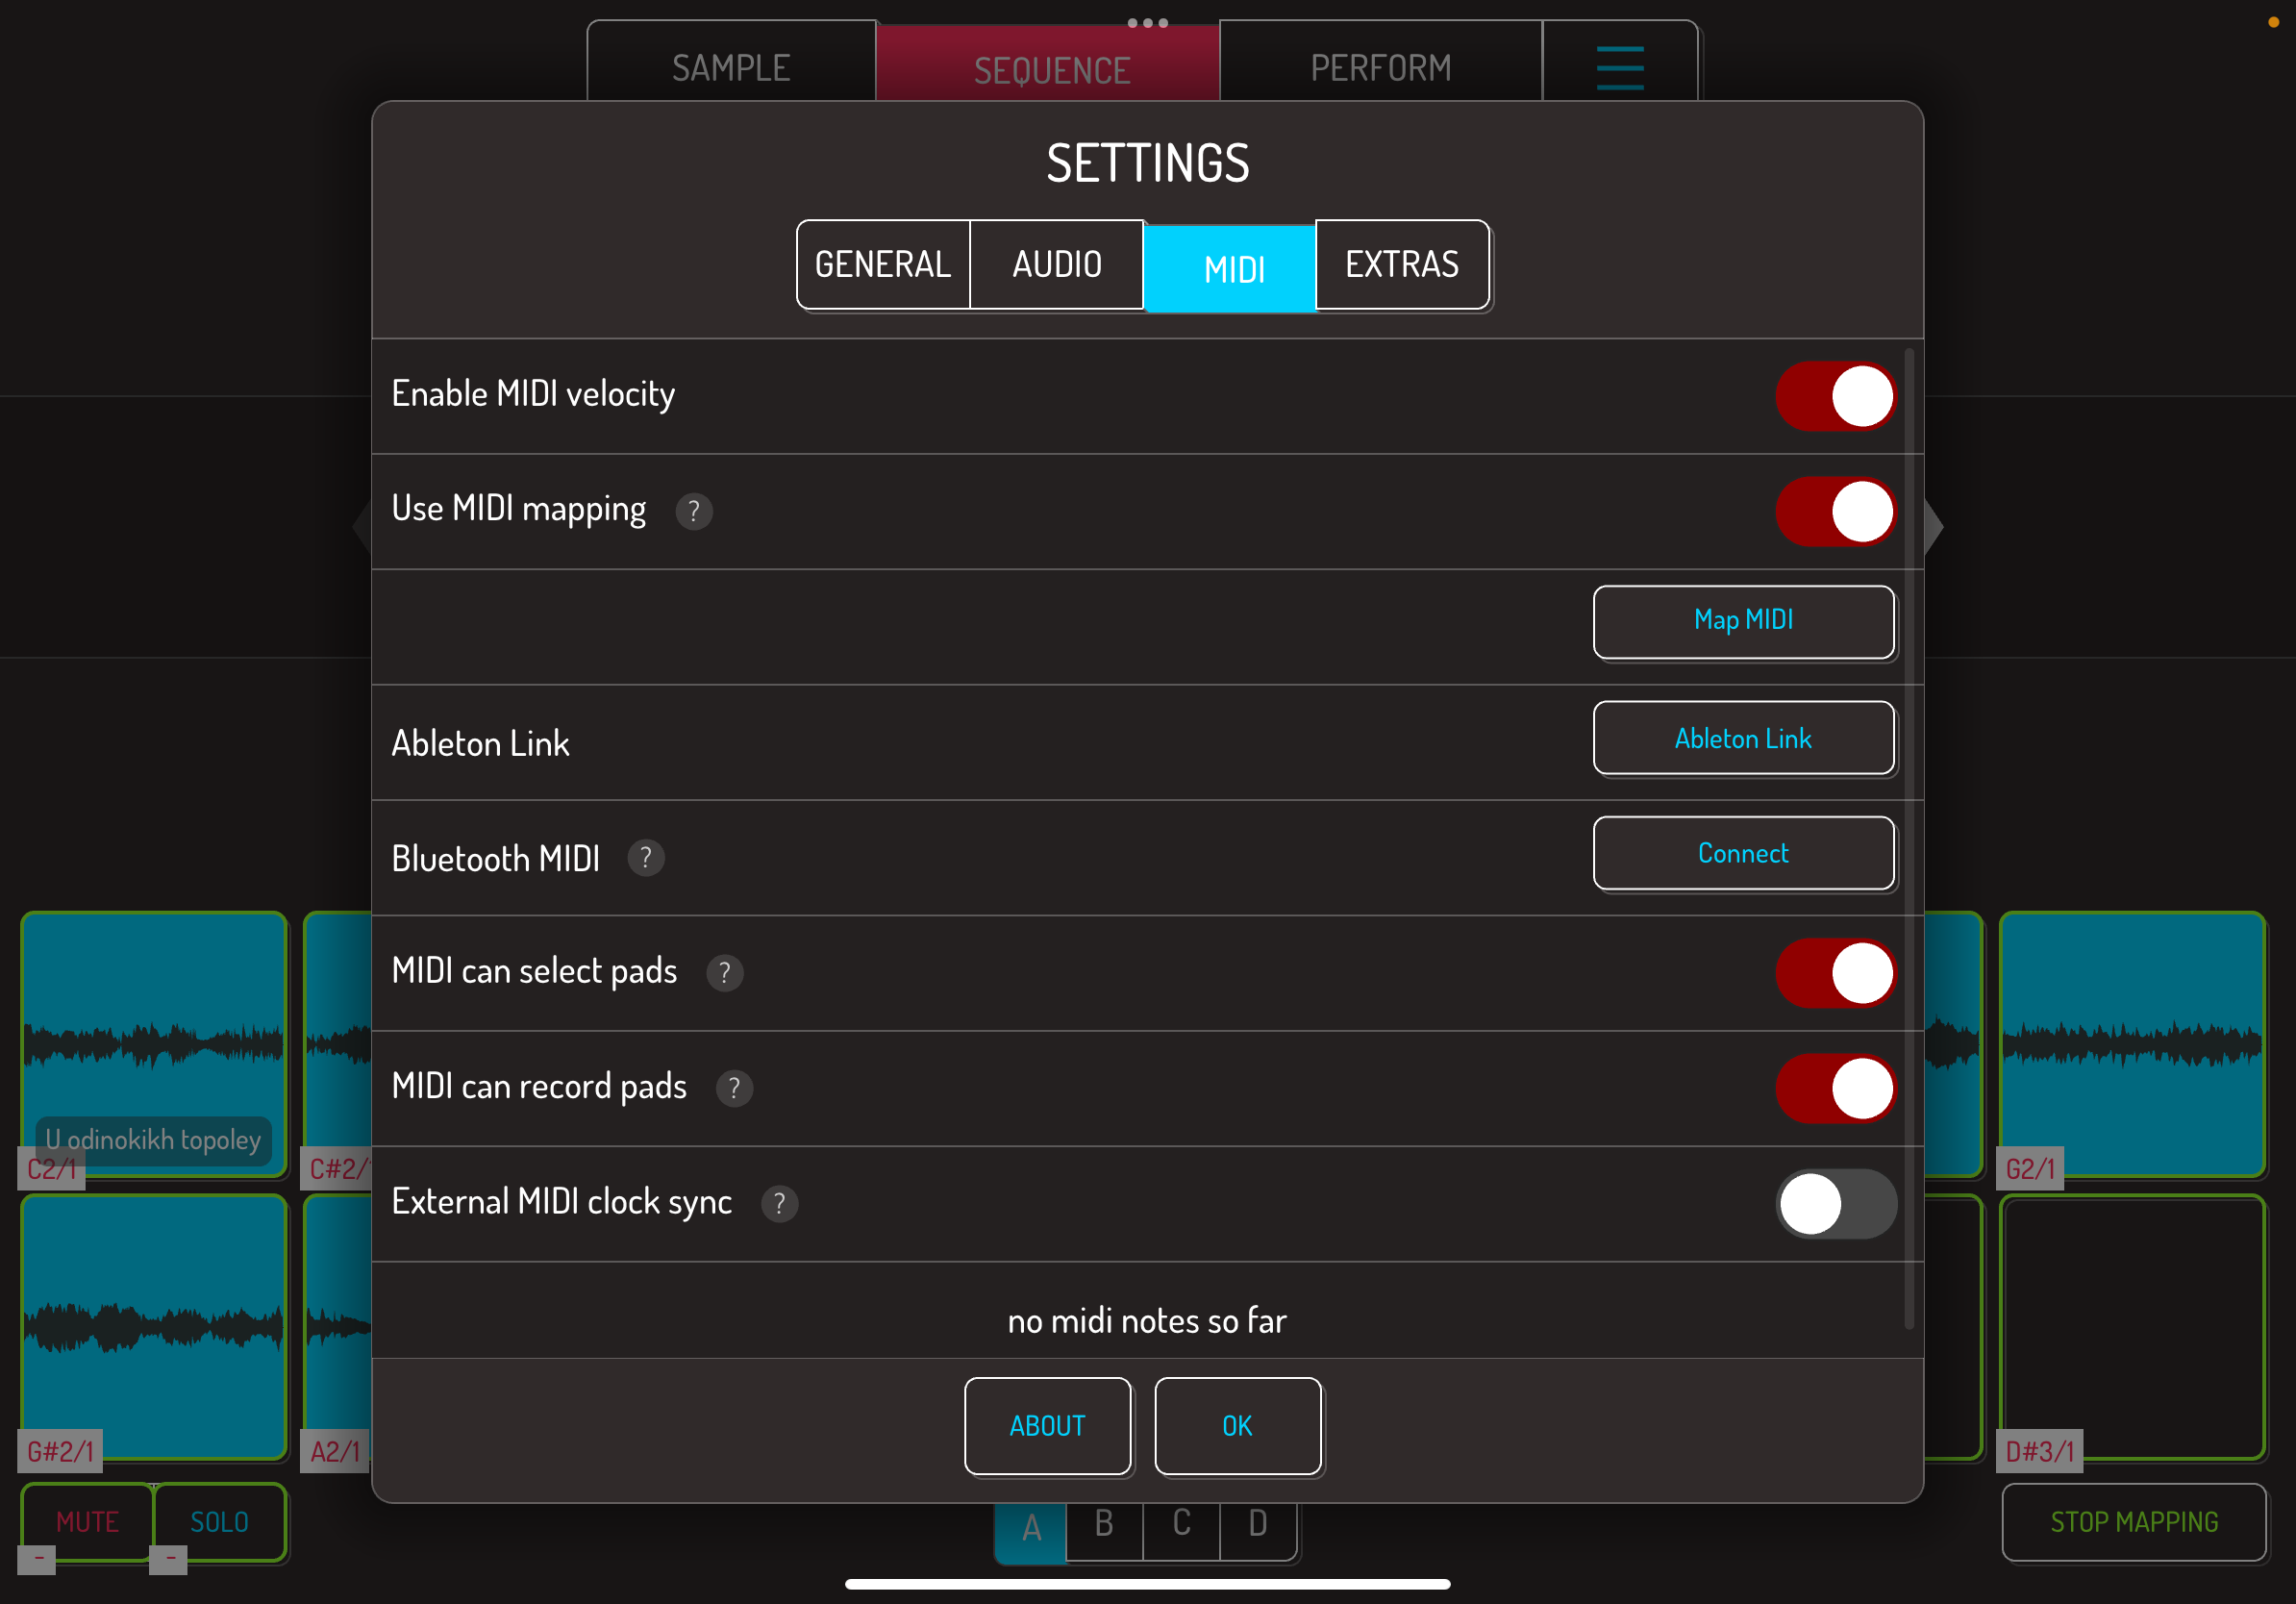 SAMPLE
SEQUENCE
PERFORM
SETTINGS
GENERAL
AUDIO
MIDI
EXTRAS
Enable MIDI velocity
Use MIDI mapping ?
Map MIDI
Ableton Link
Ableton Link
Bluetooth MIDI ?
Connect
MIDI can select pads ?
MIDI can record pads ?
External MIDI clock sync ?
no midi notes so far
ABOUT
OK
U odinokikh topoley
C2/1
C#2/
G2/1
G#2/1
A2/1
D#3/1
MUTE
SOLO
-
-
A
B
C
D
STOP MAPPING